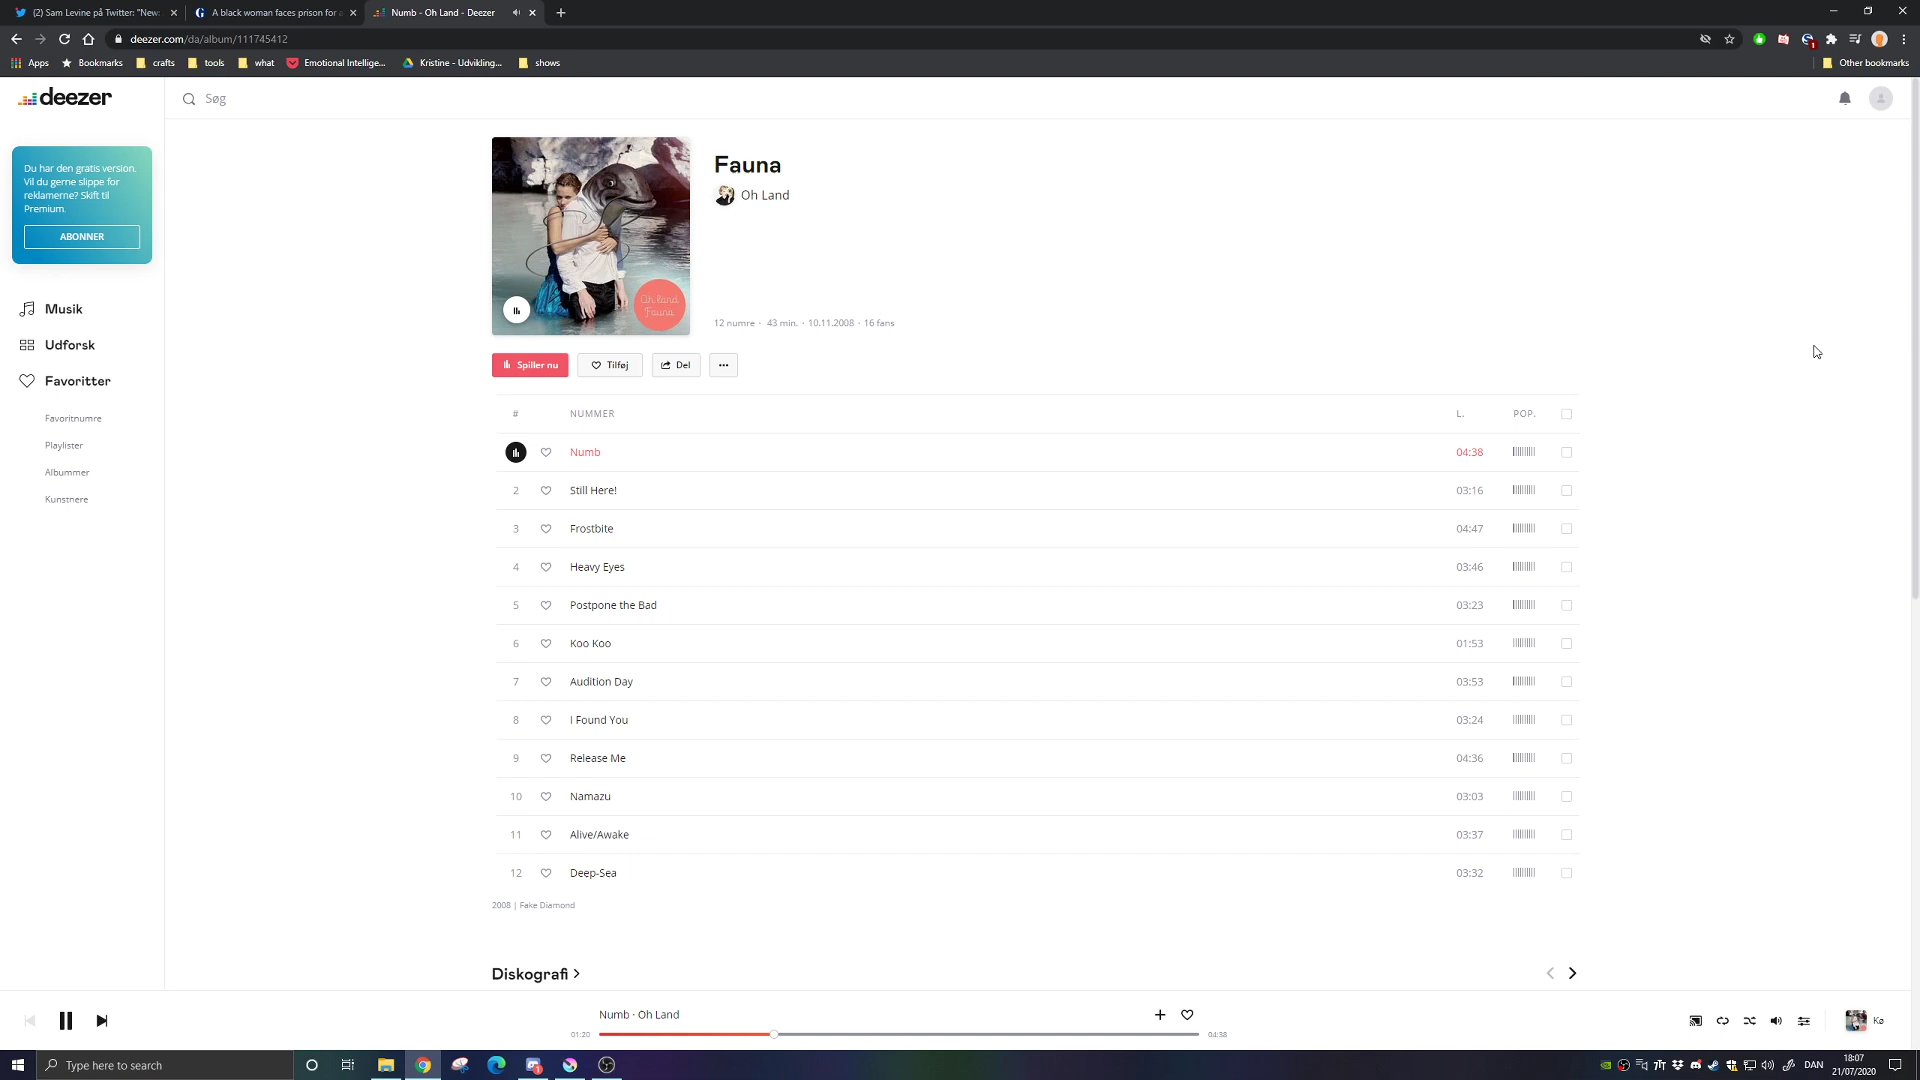 (2) Sam Levine på Twitter: "News
A black woman faces prison for a
Numb - Oh Land - Deezer
deezer.com/da/album/111745412
Apps
Bookmarks
crafts
tools
what
Emotional Intellige...
Kristine - Udvikling...
shows
Other bookmarks
deezer
Søg
Du har den gratis version.
Vil du gerne slippe for
reklamerne? Skift til
Premium.
ABONNER
Musik
Udforsk
Favoritter
Favoritnumre
Playlister
Albummer
Kunstnere
Oh land
Fauna
Fauna
Oh Land
12 numre · 43 min. · 10.11.2008 · 16 fans
Spiller nu
Tilføj
Del
# NUMMER L. POP.
Numb 04:38
2 Still Here! 03:16
3 Frostbite 04:47
4 Heavy Eyes 03:46
5 Postpone the Bad 03:23
6 Koo Koo 01:53
7 Audition Day 03:53
8 I Found You 03:24
9 Release Me 04:36
10 Namazu 03:03
11 Alive/Awake 03:37
12 Deep-Sea 03:32
2008 | Fake Diamond
Diskografi
Numb · Oh Land
01:20
04:38
Kø
Type here to search
DAN
18:07
21/07/2020